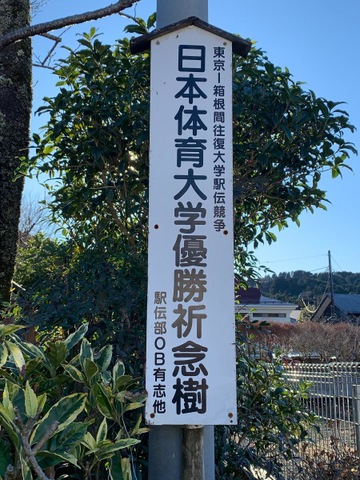 東京ー箱根間往復大学駅伝競争
日本体育大学優勝祈念樹
駅伝部OB有志他